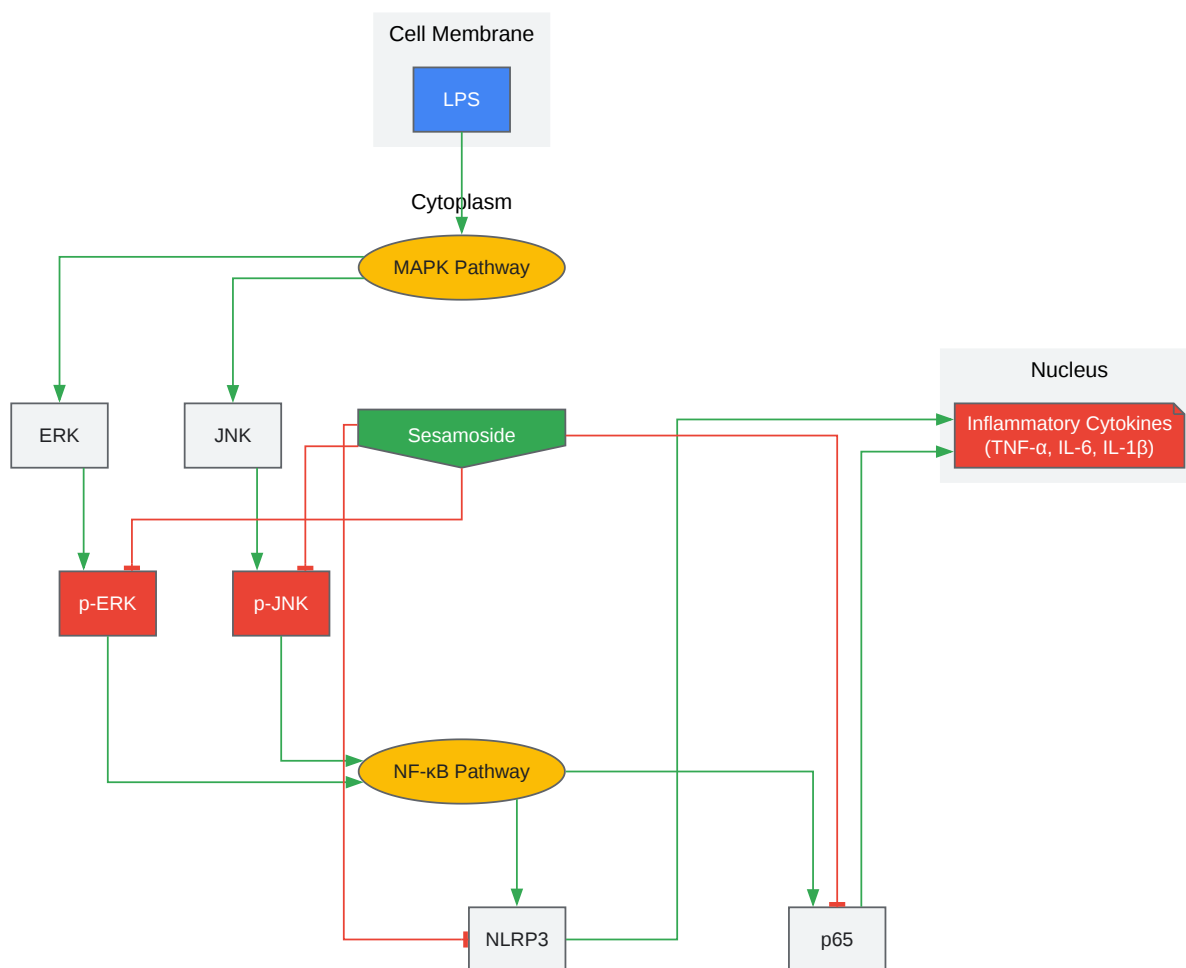 Cell Membrane
LPS
Cytoplasm
MAPK Pathway
Nucleus
ERK
JNK
Sesamoside
Inflammatory Cytokines
(TNF-α, IL-6, IL-1β)
p-ERK
p-JNK
NF-κB Pathway
NLRP3
p65